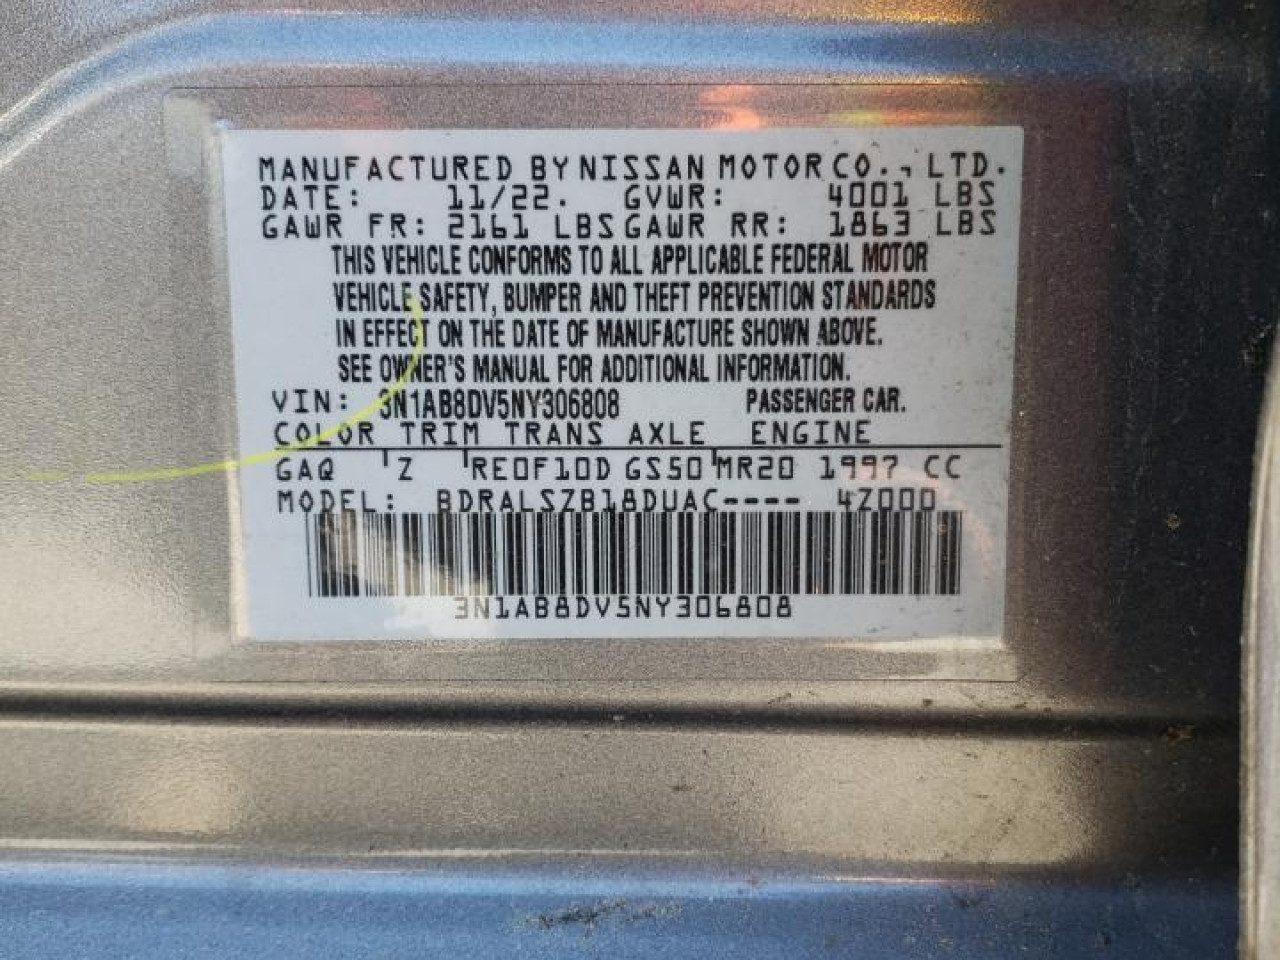 MANUFACTURED BY NISSAN MOTOR CO., LTD.
DATE: 11/22. GVWR: 4001 LBS
GAWR FR: 2161 LBS GAWR RR: 1863 LBS
THIS VEHICLE CONFORMS TO ALL APPLICABLE FEDERAL MOTOR
VEHICLE SAFETY, BUMPER AND THEFT PREVENTION STANDARDS
IN EFFECT ON THE DATE OF MANUFACTURE SHOWN ABOVE.
SEE OWNER'S MANUAL FOR ADDITIONAL INFORMATION.
VIN: 3N1AB8DV5NY306808 PASSENGER CAR.
COLOR TRIM TRANS AXLE ENGINE
GAQ Z RE0F10D GS50 MR20 1997 CC
MODEL: BDRALSZB18DUAC---- 4Z000
3N1AB8DV5NY306808